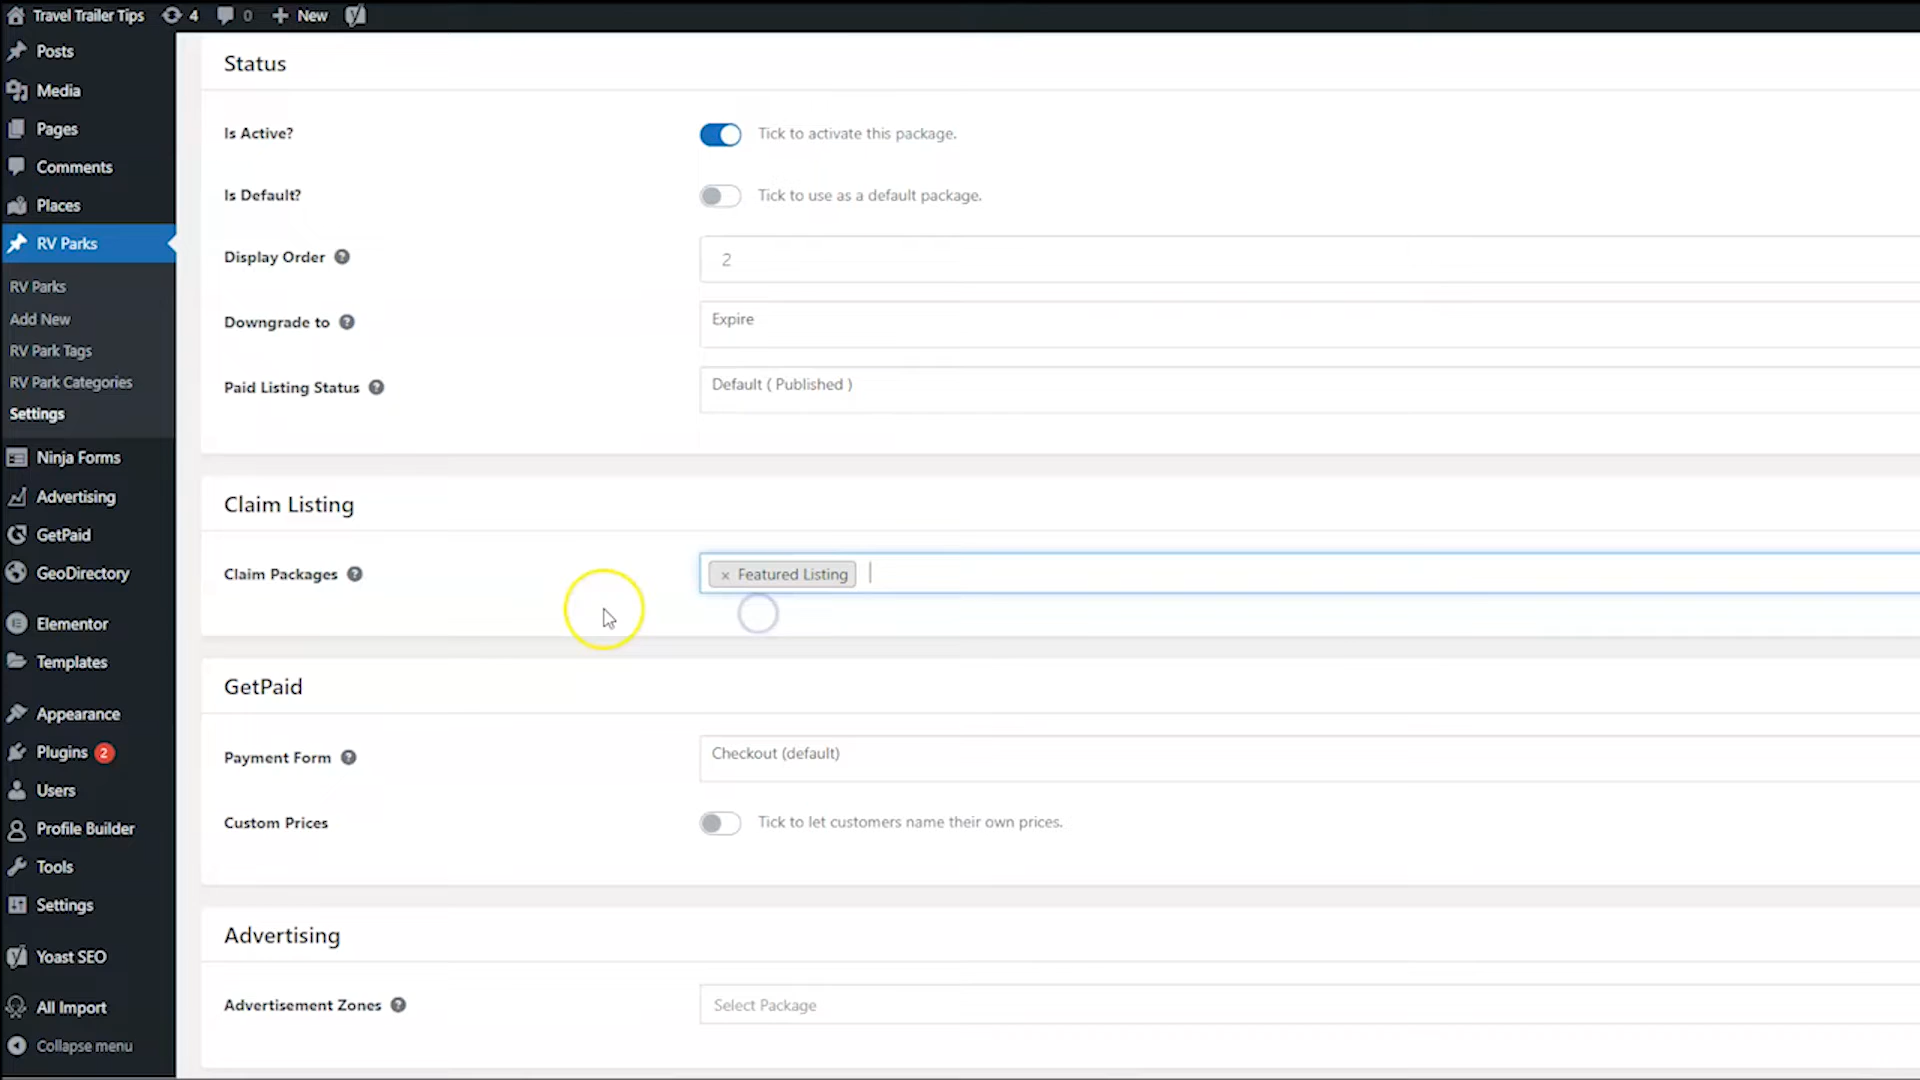 Travel Trailer Tips 4 0 + New
Posts
Media
Pages
Comments
Places
RV Parks
RV Parks
Add New
RV Park Tags
RV Park Categories
Settings
Ninja Forms
Advertising
GetPaid
GeoDirectory
Elementor
Templates
Appearance
Plugins 2
Users
Profile Builder
Tools
Settings
Yoast SEO
All Import
Collapse menu
Status
Is Active? Tick to activate this package.
Is Default? Tick to use as a default package.
Display Order ? 2
Downgrade to ? Expire
Paid Listing Status ? Default ( Published )
Claim Listing
Claim Packages ? × Featured Listing
GetPaid
Payment Form ? Checkout (default)
Custom Prices Tick to let customers name their own prices.
Advertising
Advertisement Zones ? Select Package